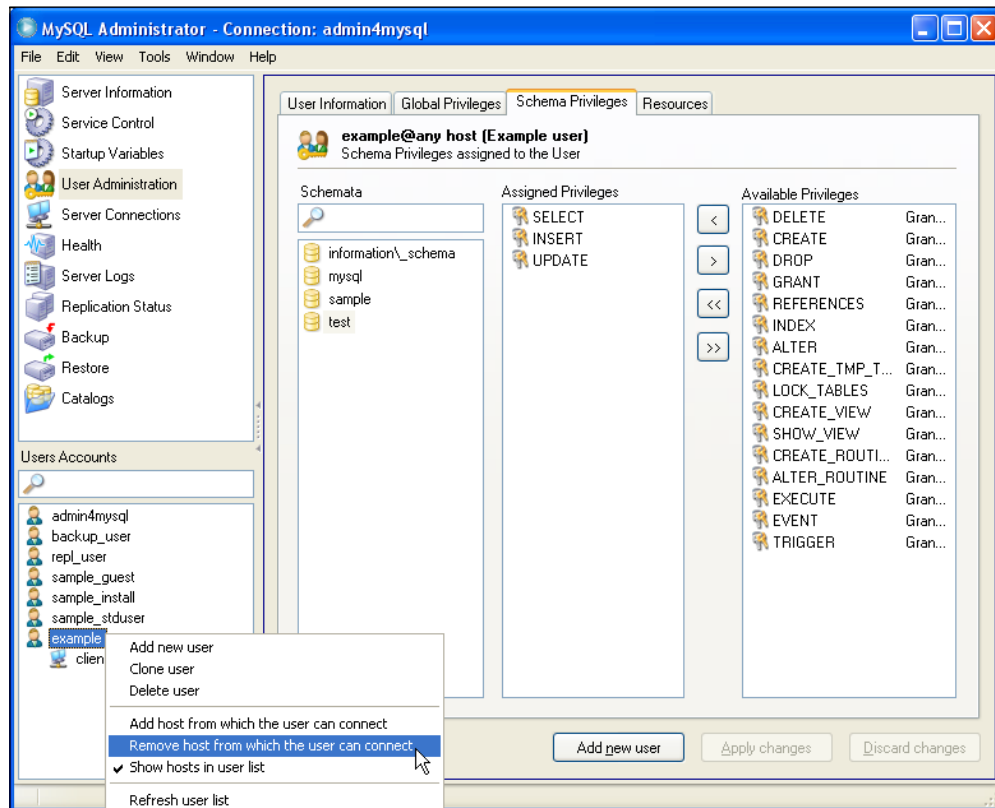 MySQL Administrator - Connection: admin4mysql
File Edit View Tools Window Help
Server Information
Service Control
Startup Variables
User Administration
Server Connections
Health
Server Logs
Replication Status
Backup
Restore
Catalogs
Users Accounts
admin4mysql
backup_user
repl_user
sample_guest
sample_install
sample_stduser
example
clien
Add new user
Clone user
Delete user
Add host from which the user can connect
Remove host from which the user can connect
✓ Show hosts in user list
Refresh user list
User Information Global Privileges Schema Privileges Resources
example@any host (Example user)
Schema Privileges assigned to the User
Schemata
information\_schema
mysql
sample
test
Assigned Privileges
SELECT
INSERT
UPDATE
<
>
<<
>>
Available Privileges
DELETE Gran...
CREATE Gran...
DROP Gran...
GRANT Gran...
REFERENCES Gran...
INDEX Gran...
ALTER Gran...
CREATE_TMP_T... Gran...
LOCK_TABLES Gran...
CREATE_VIEW Gran...
SHOW_VIEW Gran...
CREATE_ROUTI... Gran...
ALTER_ROUTINE Gran...
EXECUTE Gran...
EVENT Gran...
TRIGGER Gran...
Add new user Apply changes Discard changes